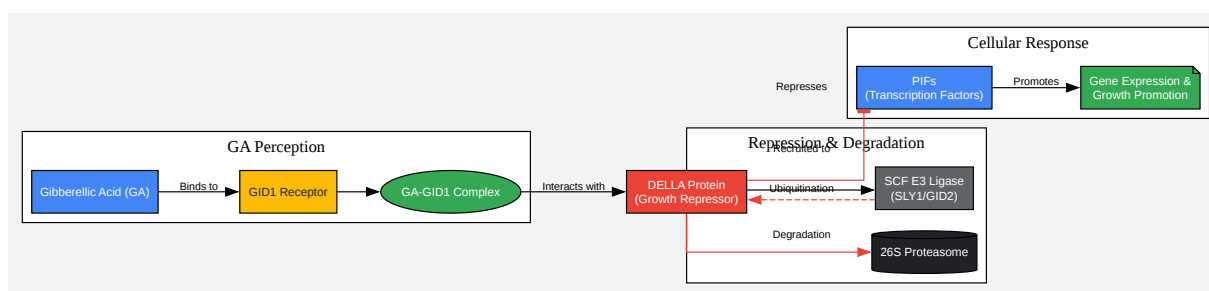 Cellular Response
PIFs
(Transcription Factors)
Promotes
Gene Expression &
Growth Promotion
Represses
GA Perception
Gibberellic Acid (GA)
Binds to
GID1 Receptor
GA-GID1 Complex
Interacts with
Repression & Degradation
Recruited to
DELLA Protein
(Growth Repressor)
Ubiquitination
SCF E3 Ligase
(SLY1/GID2)
Degradation
26S Proteasome